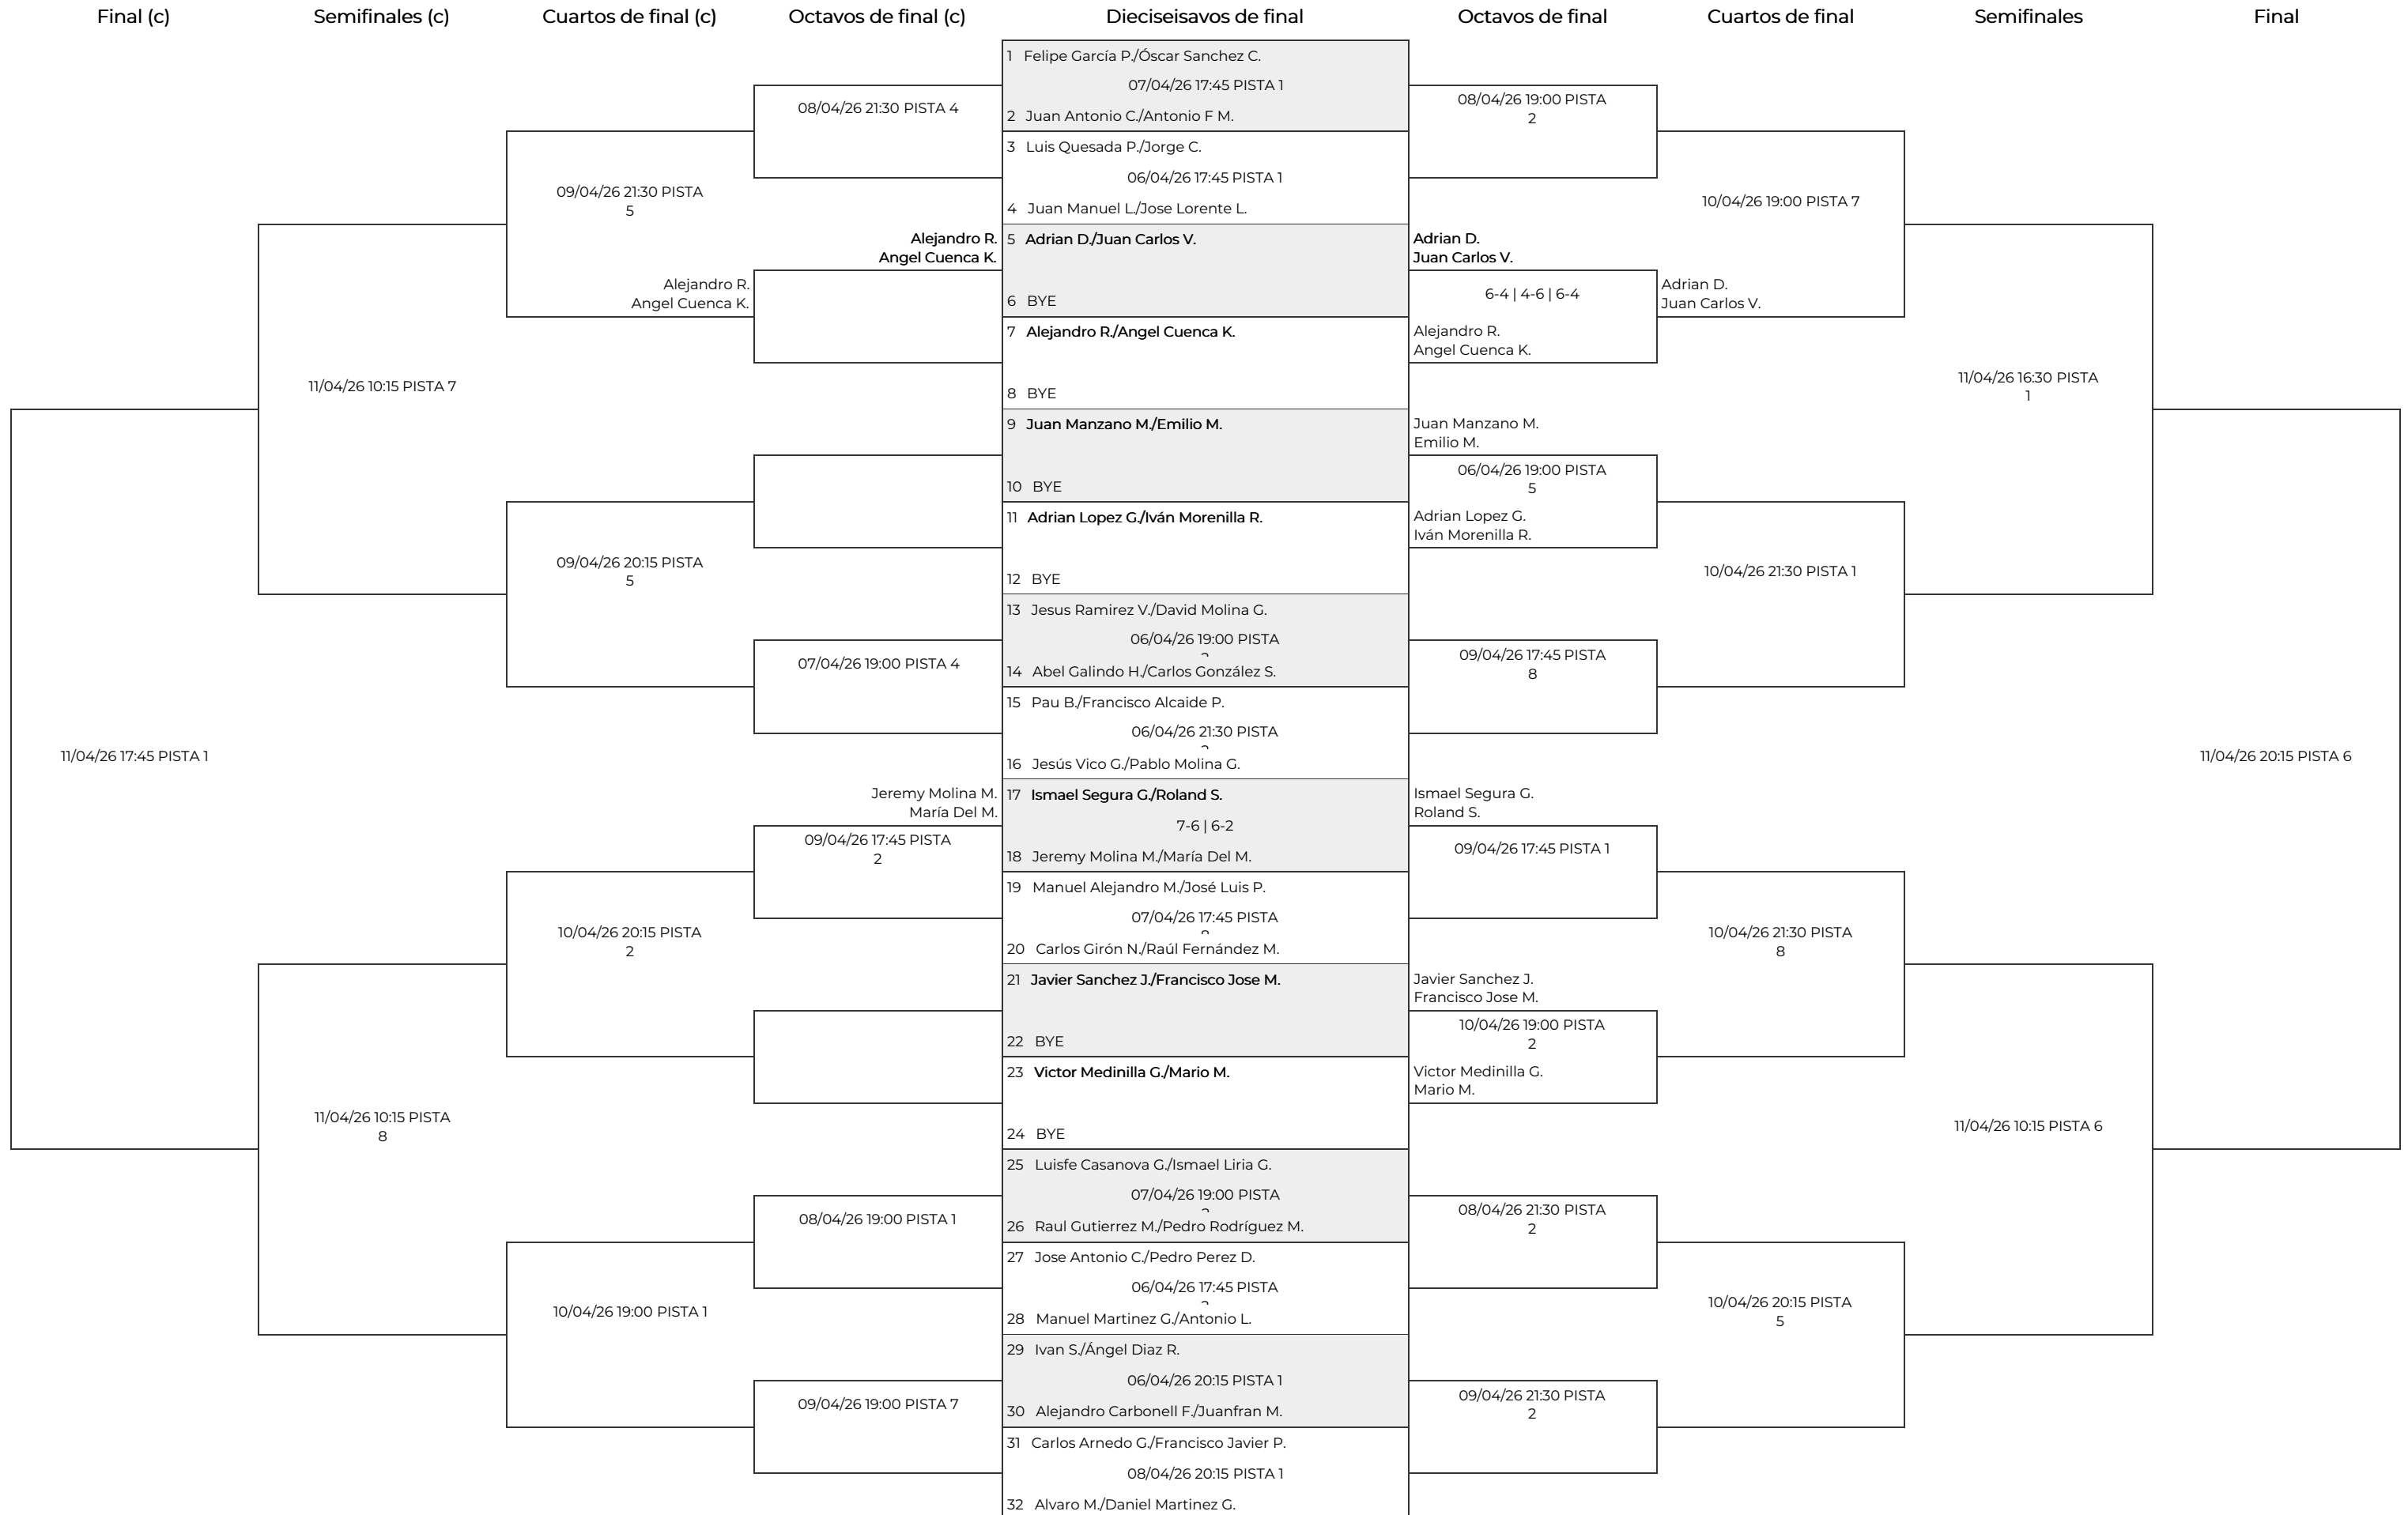 Final (c)
Semifinales (c)
Cuartos de final (c)
Octavos de final (c)
Dieciseisavos de final
Octavos de final
Cuartos de final
Semifinales
Final
11/04/26 17:45 PISTA 1
11/04/26 10:15 PISTA 7
11/04/26 10:15 PISTA
8
09/04/26 21:30 PISTA
5
Alejandro R.
Angel Cuenca K.
09/04/26 20:15 PISTA
5
10/04/26 20:15 PISTA
2
10/04/26 19:00 PISTA 1
08/04/26 21:30 PISTA 4
Alejandro R.
Angel Cuenca K.
07/04/26 19:00 PISTA 4
Jeremy Molina M.
María Del M.
09/04/26 17:45 PISTA
2
08/04/26 19:00 PISTA 1
09/04/26 19:00 PISTA 7
1 Felipe García P./Óscar Sanchez C.
07/04/26 17:45 PISTA 1
2 Juan Antonio C./Antonio F M.
3 Luis Quesada P./Jorge C.
06/04/26 17:45 PISTA 1
4 Juan Manuel L./Jose Lorente L.
5 Adrian D./Juan Carlos V.
6 BYE
7 Alejandro R./Angel Cuenca K.
8 BYE
9 Juan Manzano M./Emilio M.
10 BYE
11 Adrian Lopez G./Iván Morenilla R.
12 BYE
13 Jesus Ramirez V./David Molina G.
06/04/26 19:00 PISTA
14 Abel Galindo H./Carlos González S.
15 Pau B./Francisco Alcaide P.
06/04/26 21:30 PISTA
16 Jesús Vico G./Pablo Molina G.
17 Ismael Segura G./Roland S.
7-6 | 6-2
18 Jeremy Molina M./María Del M.
19 Manuel Alejandro M./José Luis P.
07/04/26 17:45 PISTA
20 Carlos Girón N./Raúl Fernández M.
21 Javier Sanchez J./Francisco Jose M.
22 BYE
23 Victor Medinilla G./Mario M.
24 BYE
25 Luisfe Casanova G./Ismael Liria G.
07/04/26 19:00 PISTA
26 Raul Gutierrez M./Pedro Rodríguez M.
27 Jose Antonio C./Pedro Perez D.
06/04/26 17:45 PISTA
28 Manuel Martinez G./Antonio L.
29 Ivan S./Ángel Diaz R.
06/04/26 20:15 PISTA 1
30 Alejandro Carbonell F./Juanfran M.
31 Carlos Arnedo G./Francisco Javier P.
08/04/26 20:15 PISTA 1
32 Alvaro M./Daniel Martinez G.
08/04/26 19:00 PISTA
2
Adrian D.
Juan Carlos V.
6-4 | 4-6 | 6-4
Alejandro R.
Angel Cuenca K.
Juan Manzano M.
Emilio M.
06/04/26 19:00 PISTA
5
Adrian Lopez G.
Iván Morenilla R.
09/04/26 17:45 PISTA
8
Ismael Segura G.
Roland S.
09/04/26 17:45 PISTA 1
Javier Sanchez J.
Francisco Jose M.
10/04/26 19:00 PISTA
2
Victor Medinilla G.
Mario M.
08/04/26 21:30 PISTA
2
09/04/26 21:30 PISTA
2
10/04/26 19:00 PISTA 7
Adrian D.
Juan Carlos V.
10/04/26 21:30 PISTA 1
10/04/26 21:30 PISTA
8
10/04/26 20:15 PISTA
5
11/04/26 16:30 PISTA
1
11/04/26 10:15 PISTA 6
11/04/26 20:15 PISTA 6